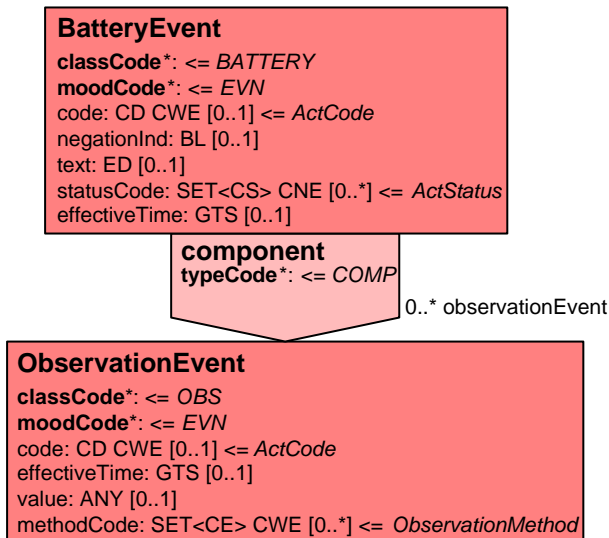 BatteryEvent
classCode*: <= BATTERY
moodCode*: <= EVN
code: CD CWE [0..1] <= ActCode
negationInd: BL [0..1]
text: ED [0..1]
statusCode: SET<CS> CNE [0..*] <= ActStatus
effectiveTime: GTS [0..1]
component
typeCode*: <= COMP
0..* observationEvent
ObservationEvent
classCode*: <= OBS
moodCode*: <= EVN
code: CD CWE [0..1] <= ActCode
effectiveTime: GTS [0..1]
value: ANY [0..1]
methodCode: SET<CE> CWE [0..*] <= ObservationMethod